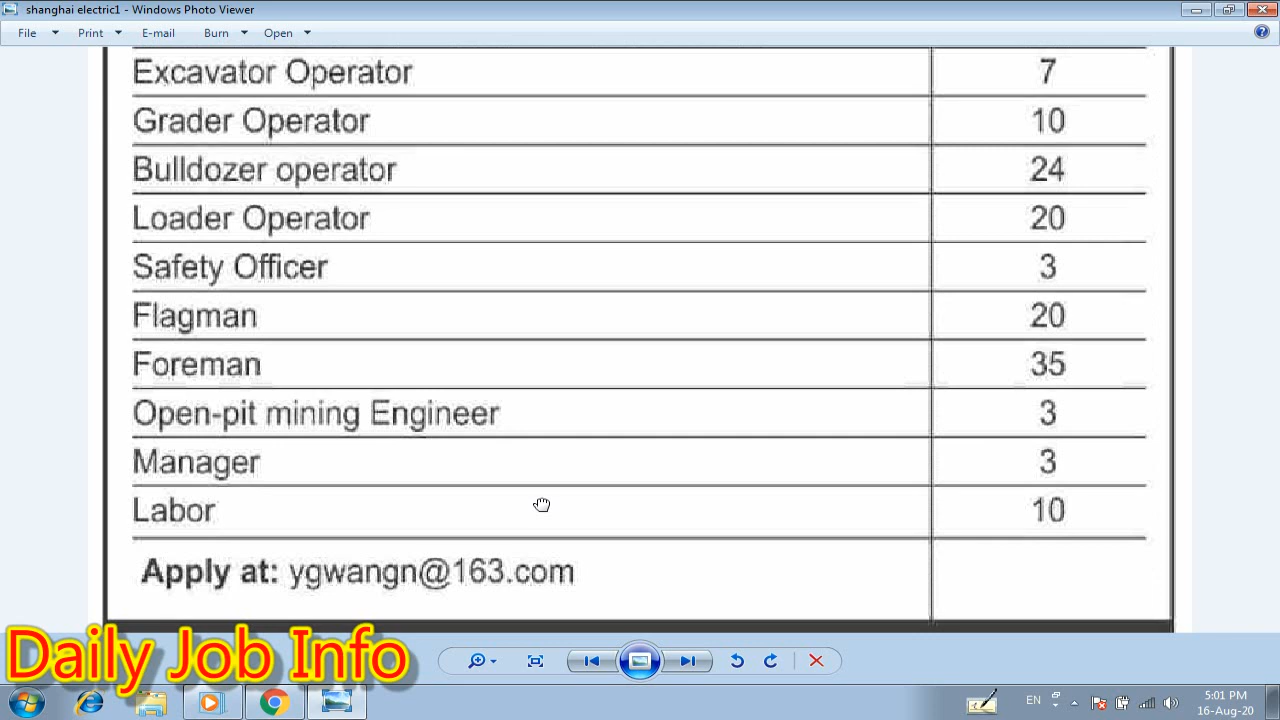 shanghai electric1 - Windows Photo Viewer
File Print E-mail Burn Open
Excavator Operator 7
Grader Operator 10
Bulldozer operator 24
Loader Operator 20
Safety Officer 3
Flagman 20
Foreman 35
Open-pit mining Engineer 3
Manager 3
Labor 10
Apply at: ygwangn@163.com
Daily Job Info
EN
5:01 PM
16-Aug-20